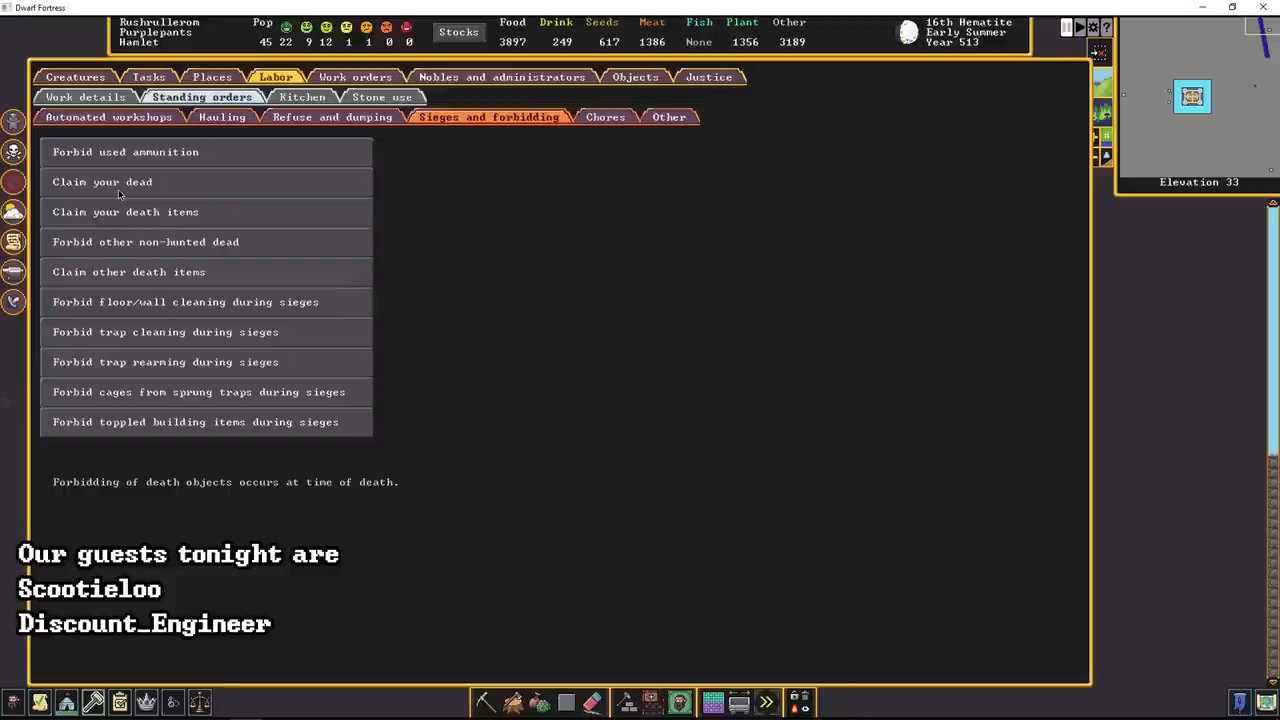 Dwarf Fortress
Rushrullerom Pop Food Drink Seeds Meat Fish Plant Other 16th Hematite
Purplepants Stocks Early Summer
Hamlet 45 22 9 12 1 1 0 0 3897 249 617 1386 None 1356 3189 Year 513
Creatures Tasks Places Labor Work orders Nobles and administrators Objects Justice
Work details Standing orders Kitchen Stone use
Automated workshops Hauling Refuse and dumping Sieges and forbidding Chores Other
Forbid used ammunition
Claim your dead
Claim your death items
Forbid other non-hunted dead
Claim other death items
Forbid floor/wall cleaning during sieges
Forbid trap cleaning during sieges
Forbid trap rearming during sieges
Forbid cages from sprung traps during sieges
Forbid toppled building items during sieges
Forbidding of death objects occurs at time of death.
Elevation 33
Our guests tonight are
Scootieloo
Discount_Engineer